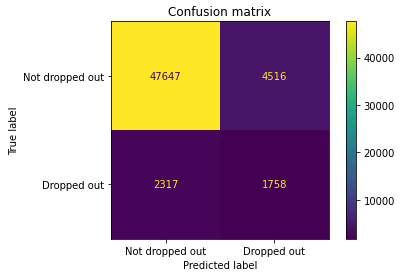 Confusion matrix
True label
Not dropped out
47647
4516
Dropped out
2317
1758
Not dropped out
Dropped out
Predicted label
40000
30000
20000
10000